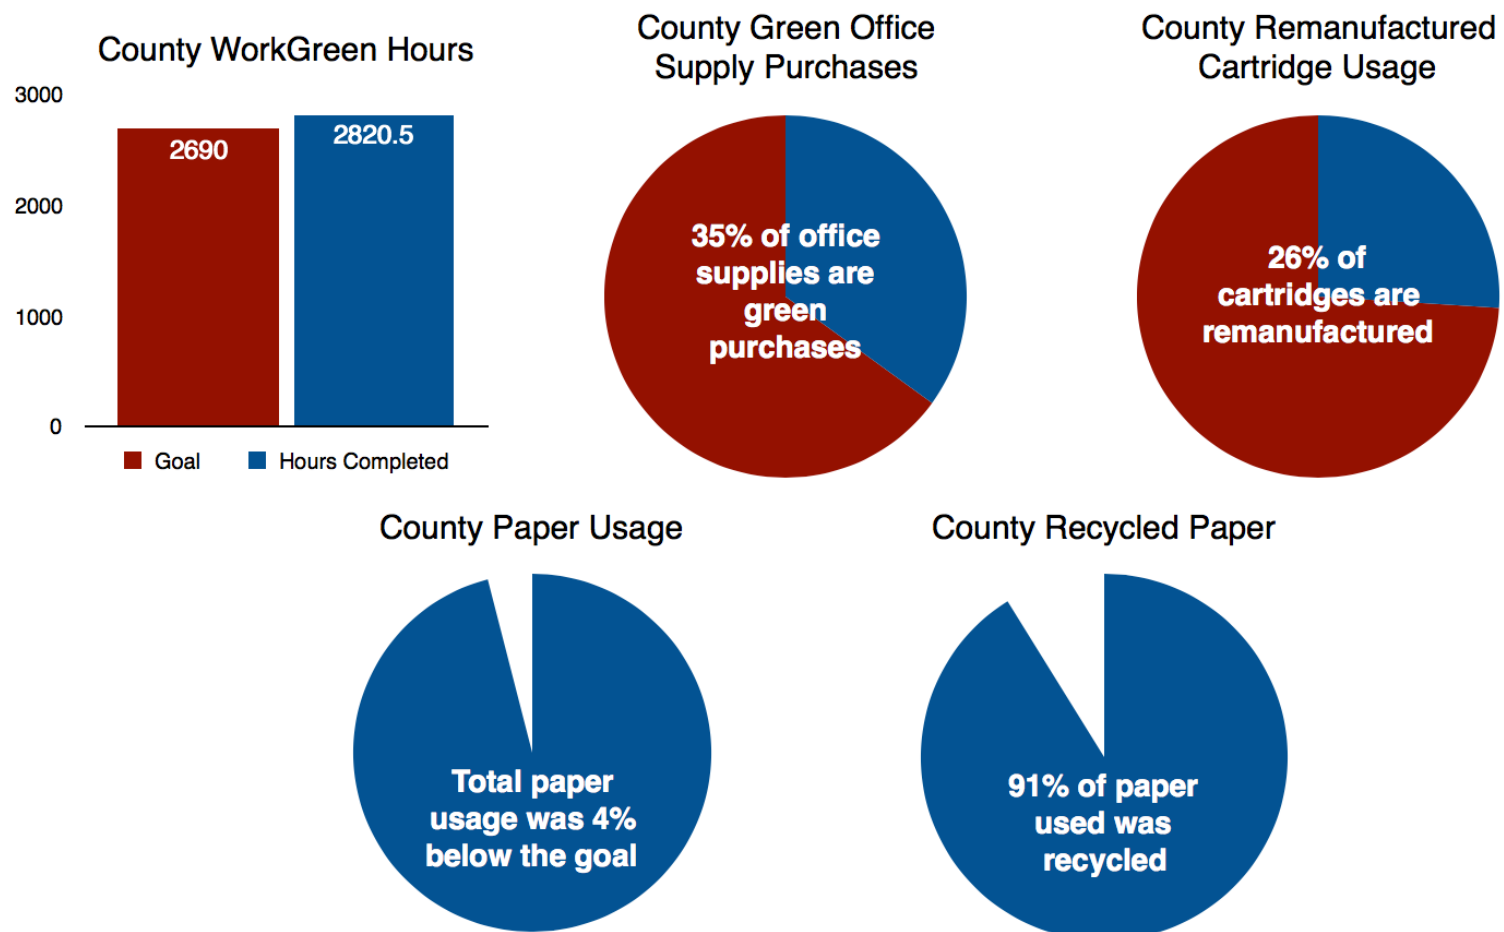 County WorkGreen Hours
3000
2000
1000
0
2690
2820.5
Goal
Hours Completed
County Green Office
Supply Purchases
35% of office
supplies are
green
purchases
County Remanufactured
Cartridge Usage
26% of
cartridges are
remanufactured
County Paper Usage
Total paper
usage was 4%
below the goal
County Recycled Paper
91% of paper
used was
recycled